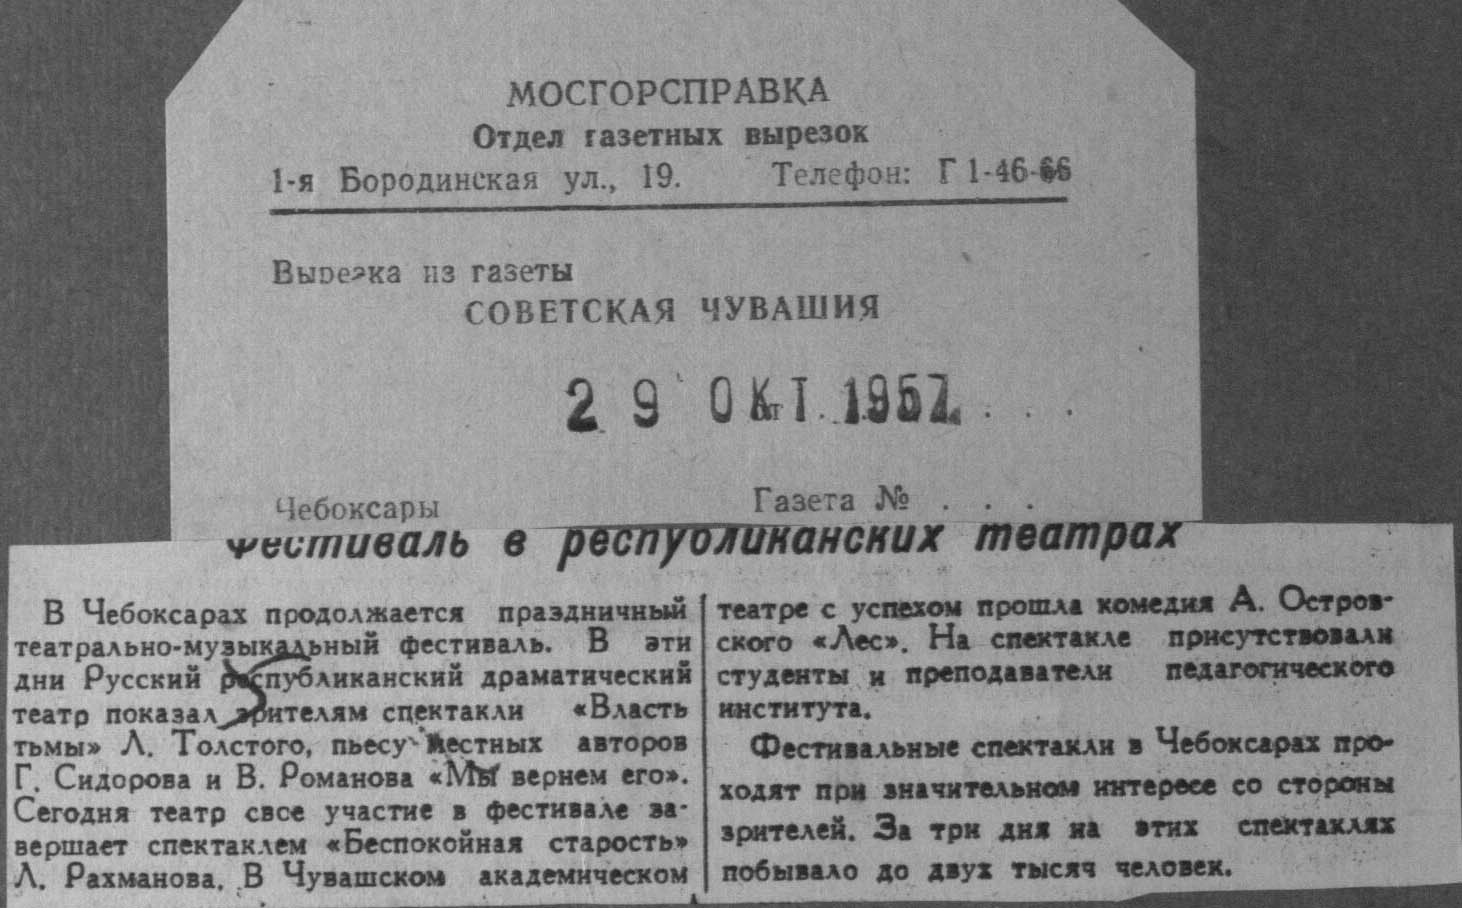 МОСГОРСПРАВКА
Отдел газетных вырезок
1-я Бородинская ул., 19. Телефон: Г 1-46-66
Вырезка из газеты
СОВЕТСКАЯ ЧУВАШИЯ
29 ОКТ. 1957
Чебоксары Газета № . . .
Фестиваль в республиканских театрах
В Чебоксарах продолжается праздничный
театрально-музыкальный фестиваль. В эти
дни Русский республиканский драматический
театр показал зрителям спектакли «Власть
тьмы» Л. Толстого, пьесу местных авторов
Г. Сидорова и В. Романова «Мы вернем его».
Сегодня театр свое участие в фестивале за-
вершает спектаклем «Беспокойная старость»
Л. Рахманова. В Чувашском академическом
театре с успехом прошла комедия А. Остров-
ского «Лес». На спектакле присутствовали
студенты и преподаватели педагогического
института.
Фестивальные спектакли в Чебоксарах про-
ходят при значительном интересе со стороны
зрителей. За три дня на этих спектаклях
побывало до двух тысяч человек.